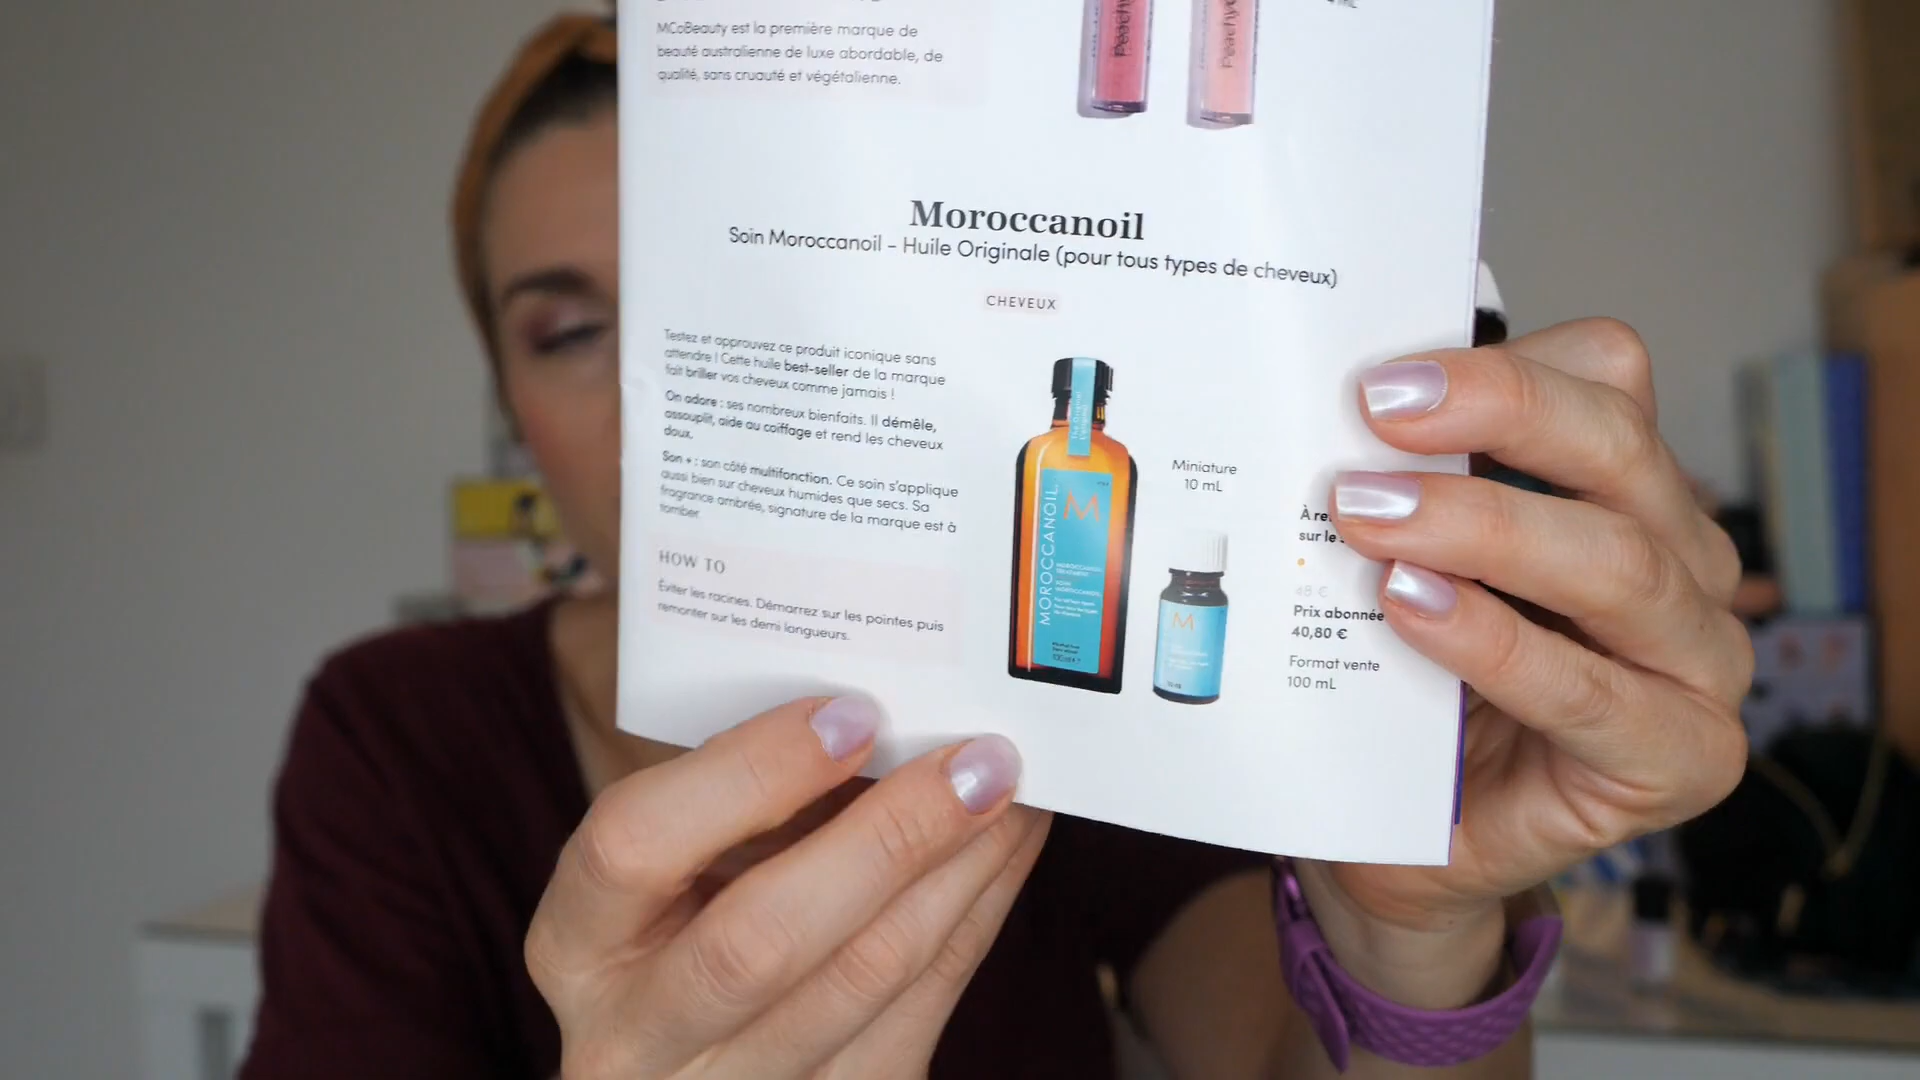 MCoBeauty est la première marque de
beauté australienne de luxe abordable, de
qualité, sans cruauté et végétalienne.
Peachy
Peachy
Moroccanoil
Soin Moroccanoil - Huile Originale (pour tous types de cheveux)
CHEVEUX
Testez et approuvez ce produit iconique sans
attendre ! Cette huile best-seller de la marque
fait briller vos cheveux comme jamais !
On adore : ses nombreux bienfaits. Il démêle,
assouplit, aide au coiffage et rend les cheveux
doux.
Son + : son côté multifonction. Ce soin s'applique
aussi bien sur cheveux humides que secs. Sa
fragrance ambrée, signature de la marque est à
tomber
HOW TO
Éviter les racines. Démarrez sur les pointes puis
remonter sur les demi longueurs.
MOROCCANOIL
M
M
Miniature
10 mL
sur le
48 €
Prix abonnée
40,80 €
Format vente
100 mL